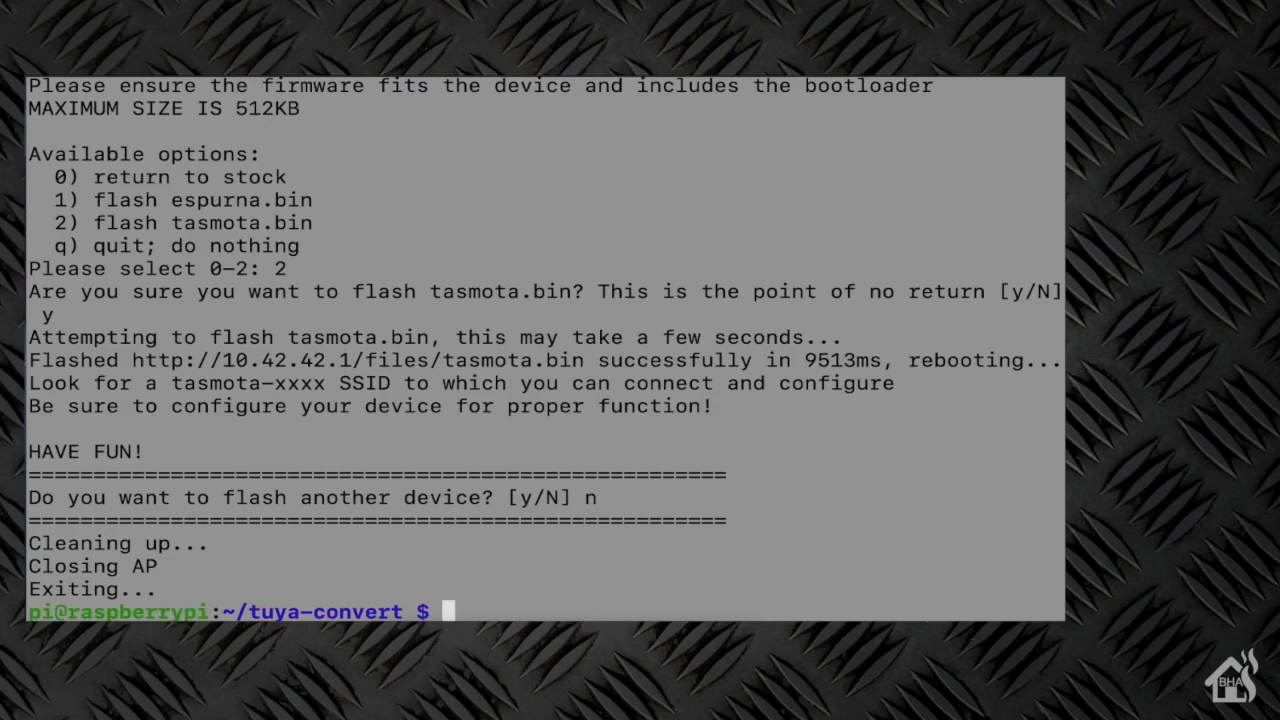 Please ensure the firmware fits the device and includes the bootloader
MAXIMUM SIZE IS 512KB
Available options:
0) return to stock
1) flash espurna.bin
2) flash tasmota.bin
q) quit; do nothing
Please select 0-2: 2
Are you sure you want to flash tasmota.bin? This is the point of no return [y/N]
y
Attempting to flash tasmota.bin, this may take a few seconds...
Flashed http://10.42.42.1/files/tasmota.bin successfully in 9513ms, rebooting...
Look for a tasmota-xxxx SSID to which you can connect and configure
Be sure to configure your device for proper function!
HAVE FUN!
======================================================
Do you want to flash another device? [y/N] n
======================================================
Cleaning up...
Closing AP
Exiting...
pi@raspberrypi:~/tuya-convert $
BHA